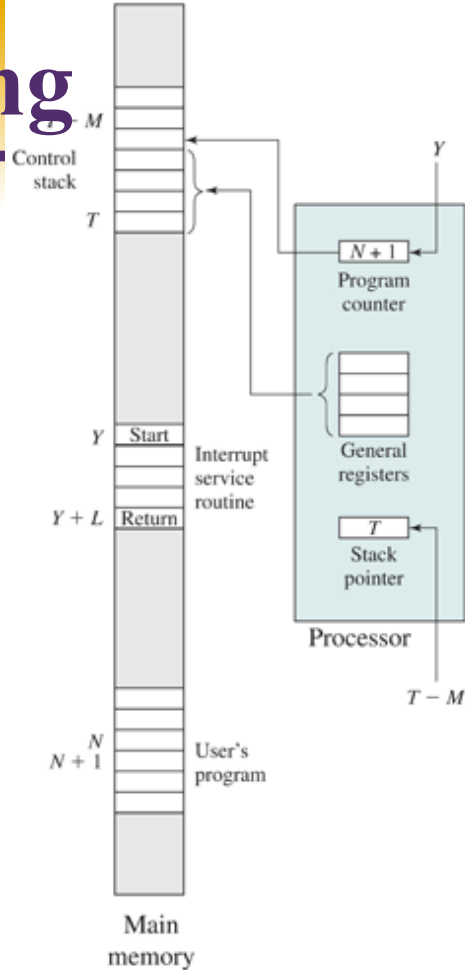 ng
– M
Control
stack
T
Y
N + 1
Program
counter
General
registers
T
Stack
pointer
Processor
T – M
Y
Start
Interrupt
service
routine
Y + L
Return
N
N + 1
User's
program
Main
memory